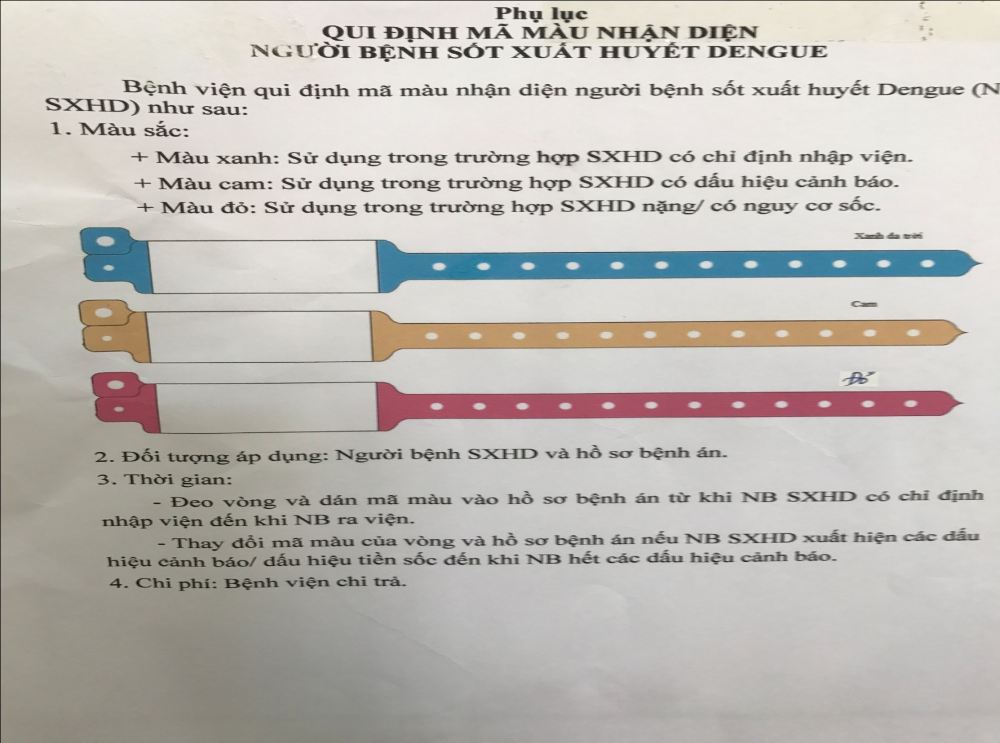 Phụ lục
QUI ĐỊNH MÃ MÀU NHẬN DIỆN
NGƯỜI BỆNH SỐT XUẤT HUYẾT DENGUE
Bệnh viện qui định mã màu nhận diện người bệnh sốt xuất huyết Dengue (N
SXHD) như sau:
1. Màu sắc:
+ Màu xanh: Sử dụng trong trường hợp SXHD có chỉ định nhập viện.
+ Màu cam: Sử dụng trong trường hợp SXHD có dấu hiệu cảnh báo.
+ Màu đỏ: Sử dụng trong trường hợp SXHD nặng/ có nguy cơ sốc.
Xanh da trời
Cam
Đỏ
2. Đối tượng áp dụng: Người bệnh SXHD và hồ sơ bệnh án.
3. Thời gian:
- Đeo vòng và dán mã màu vào hồ sơ bệnh án từ khi NB SXHD có chỉ định
nhập viện đến khi NB ra viện.
- Thay đổi mã màu của vòng và hồ sơ bệnh án nếu NB SXHD xuất hiện các dấu
hiệu cảnh báo/ dấu hiệu tiền sốc đến khi NB hết các dấu hiệu cảnh báo.
4. Chi phí: Bệnh viện chi trả.